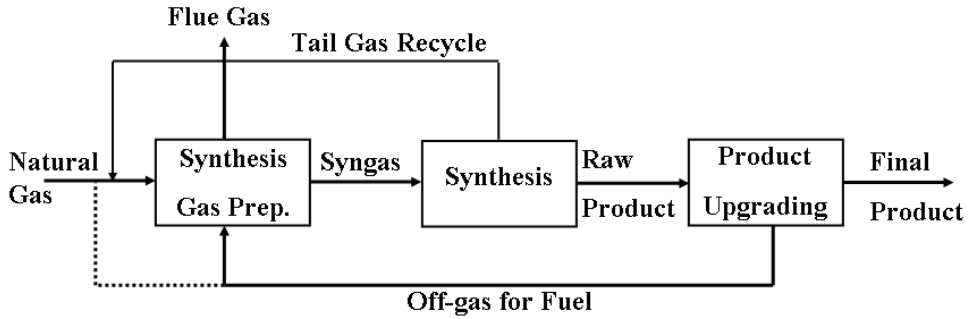 Flue Gas
Tail Gas Recycle
Natural
Gas
Synthesis
Gas Prep.
Syngas
Synthesis
Raw
Product
Product
Upgrading
Final
Product
Off-gas for Fuel